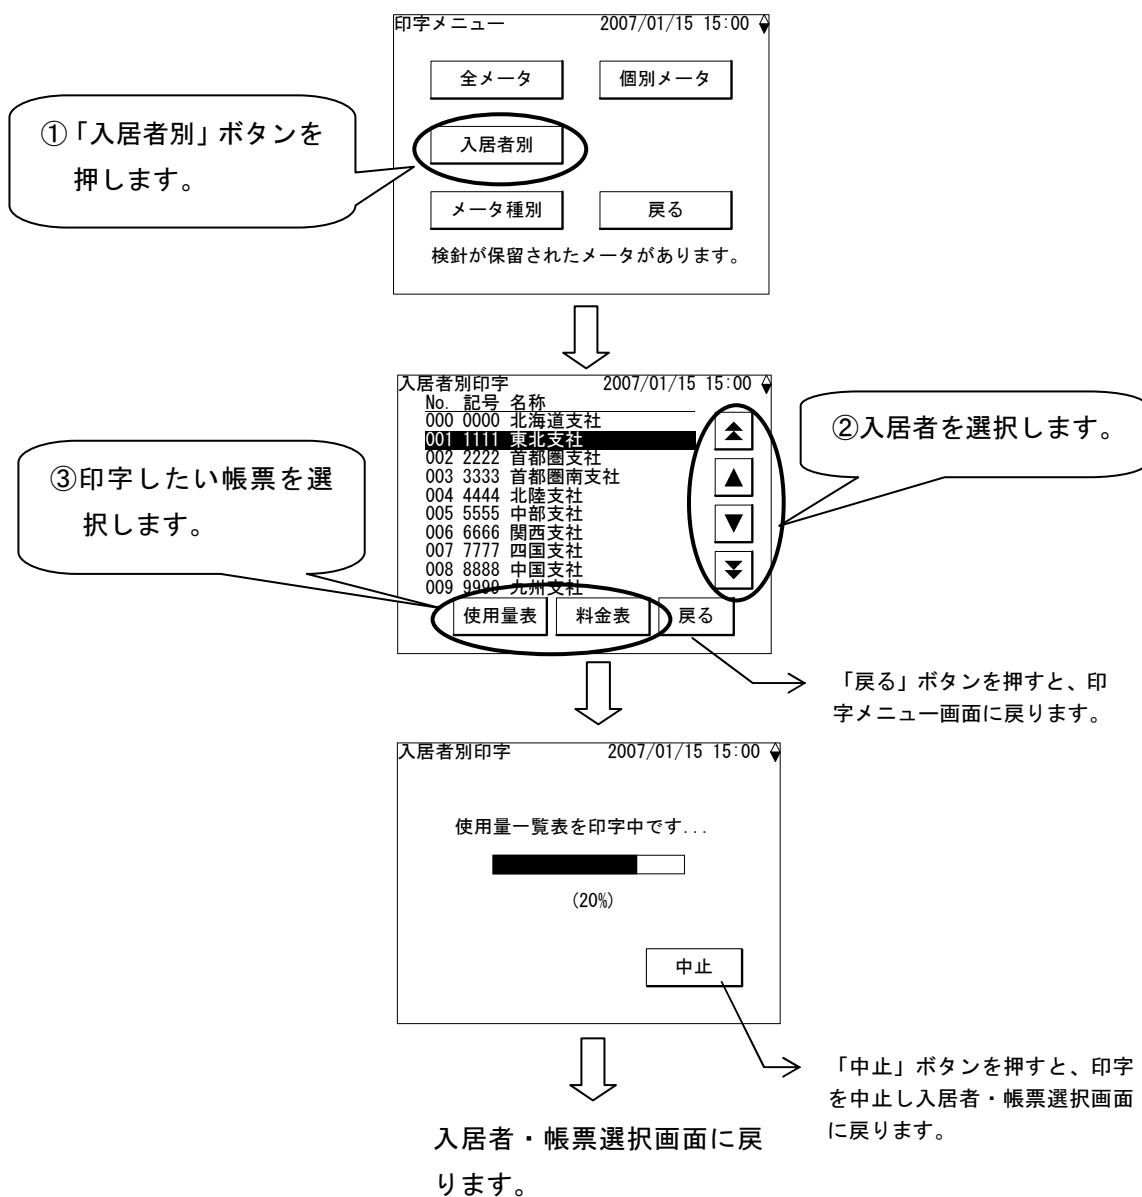 印字メニュー 2007/01/15 15:00
全メータ 個別メータ
①「入居者別」ボタンを
押します。
入居者別
メータ種別 戻る
検針が保留されたメータがあります。
入居者別印字 2007/01/15 15:00
No. 記号 名称
000 0000 北海道支社
001 1111 東北支社
002 2222 首都圏支社
003 3333 首都圏南支社
004 4444 北陸支社
005 5555 中部支社
006 6666 関西支社
007 7777 四国支社
008 8888 中国支社
009 9999 九州支社
②入居者を選択します。
③印字したい帳票を選
択します。
使用量表 料金表 戻る
「戻る」ボタンを押すと、印
字メニュー画面に戻ります。
入居者別印字 2007/01/15 15:00
使用量一覧表を印字中です...
(20%)
中止
「中止」ボタンを押すと、印字
を中止し入居者・帳票選択画面
に戻ります。
入居者・帳票選択画面に戻
ります。